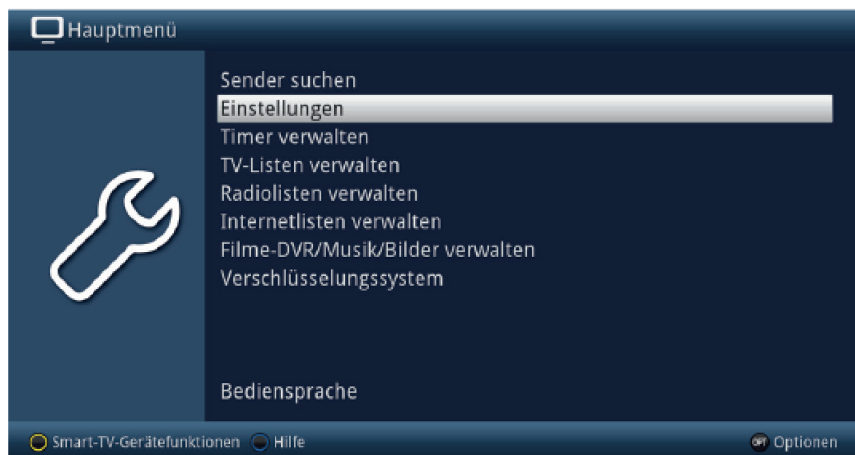 Hauptmenü
Sender suchen
Einstellungen
Timer verwalten
TV-Listen verwalten
Radiolisten verwalten
Internetlisten verwalten
Filme-DVR/Musik/Bilder verwalten
Verschlüsselungssystem
Bediensprache
Smart-TV-Gerätefunktionen Hilfe OPT Optionen